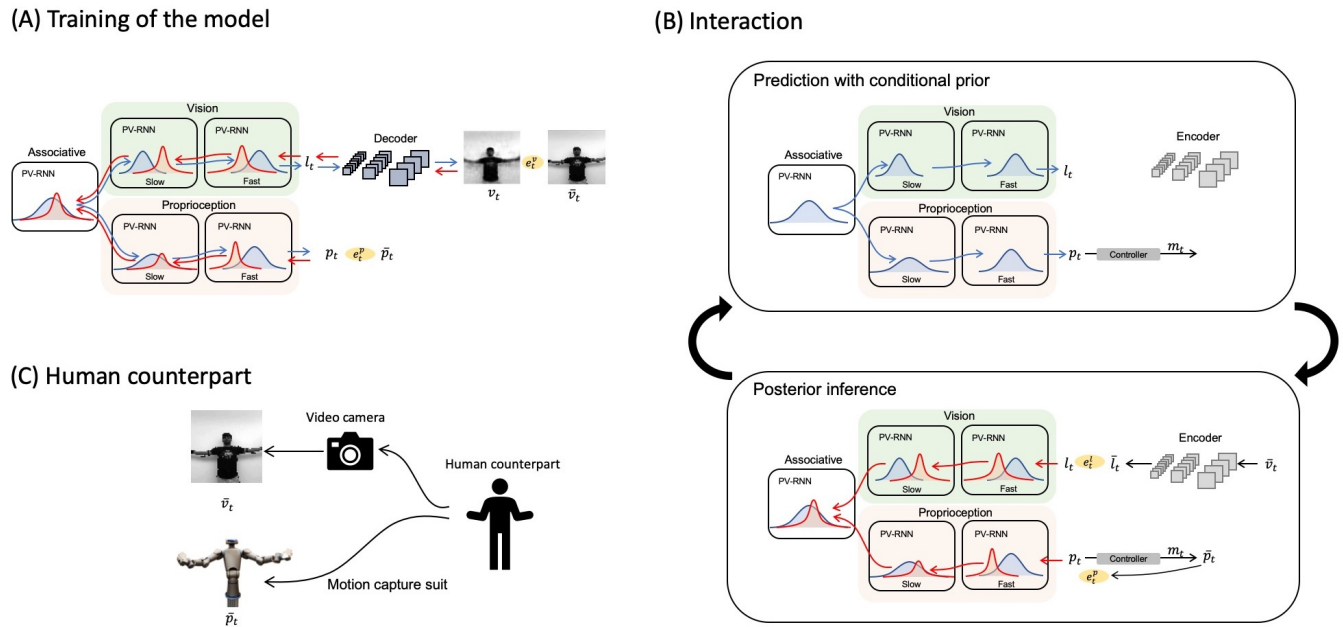 (A) Training of the model
Vision
PV-RNN
PV-RNN
Associative
PV-RNN
Slow
Fast
l_t
Decoder
v_t
e_t^v
v̄_t
Proprioception
PV-RNN
PV-RNN
Slow
Fast
p_t
e_t^p
p̄_t
(B) Interaction
Prediction with conditional prior
Vision
PV-RNN
PV-RNN
Associative
PV-RNN
Slow
Fast
l_t
Encoder
Proprioception
PV-RNN
PV-RNN
Slow
Fast
p_t
Controller
m_t
Posterior inference
Vision
PV-RNN
PV-RNN
Associative
PV-RNN
Slow
Fast
l_t
e_t^l
l̄_t
Encoder
v̄_t
Proprioception
PV-RNN
PV-RNN
Slow
Fast
p_t
Controller
m_t
p̄_t
e_t^p
(C) Human counterpart
Video camera
Human counterpart
v̄_t
Motion capture suit
p̄_t